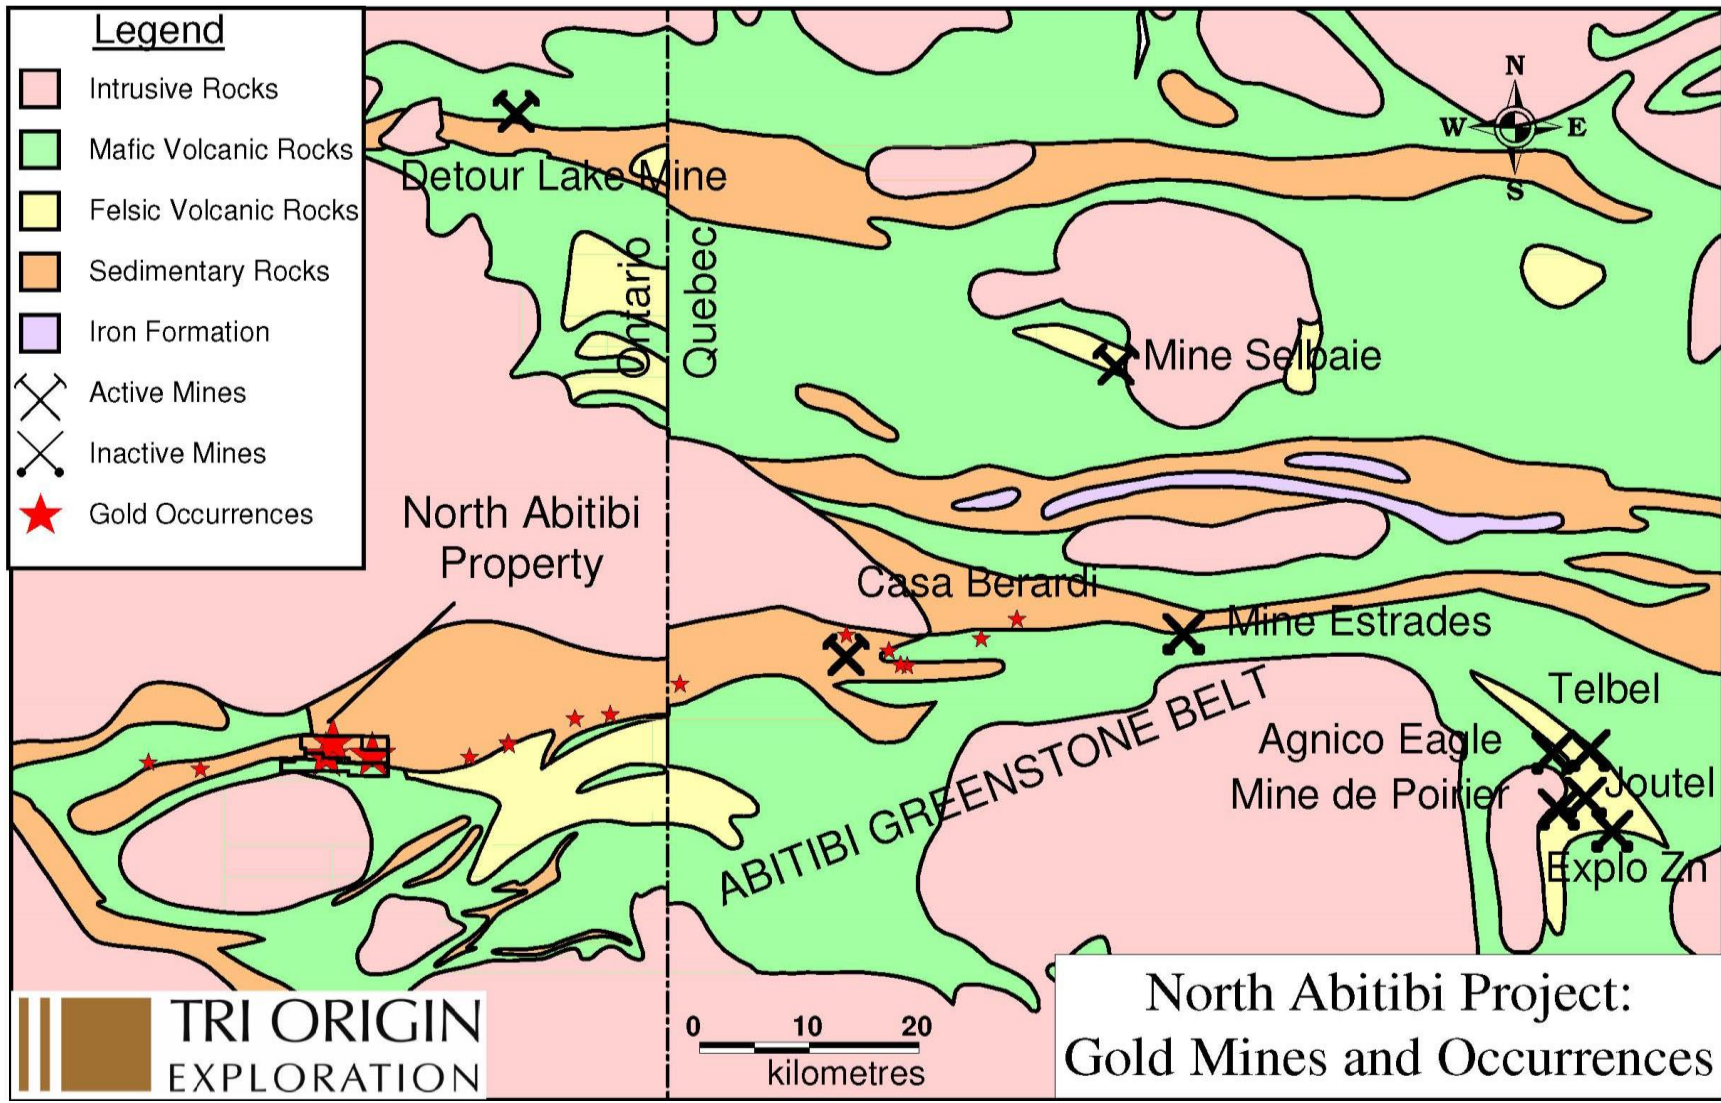 Legend
Intrusive Rocks
Mafic Volcanic Rocks
Felsic Volcanic Rocks
Sedimentary Rocks
Iron Formation
Active Mines
Inactive Mines
Gold Occurrences
N
W
E
S
Detour Lake Mine
Ontario
Quebec
Mine Selbaie
North Abitibi
Property
Casa Berardi
Mine Estrades
Telbel
Agnico Eagle
Joutel
Mine de Poirier
Explo Zn
ABITIBI GREENSTONE BELT
TRI ORIGIN
EXPLORATION
0 10 20
kilometres
North Abitibi Project:
Gold Mines and Occurrences